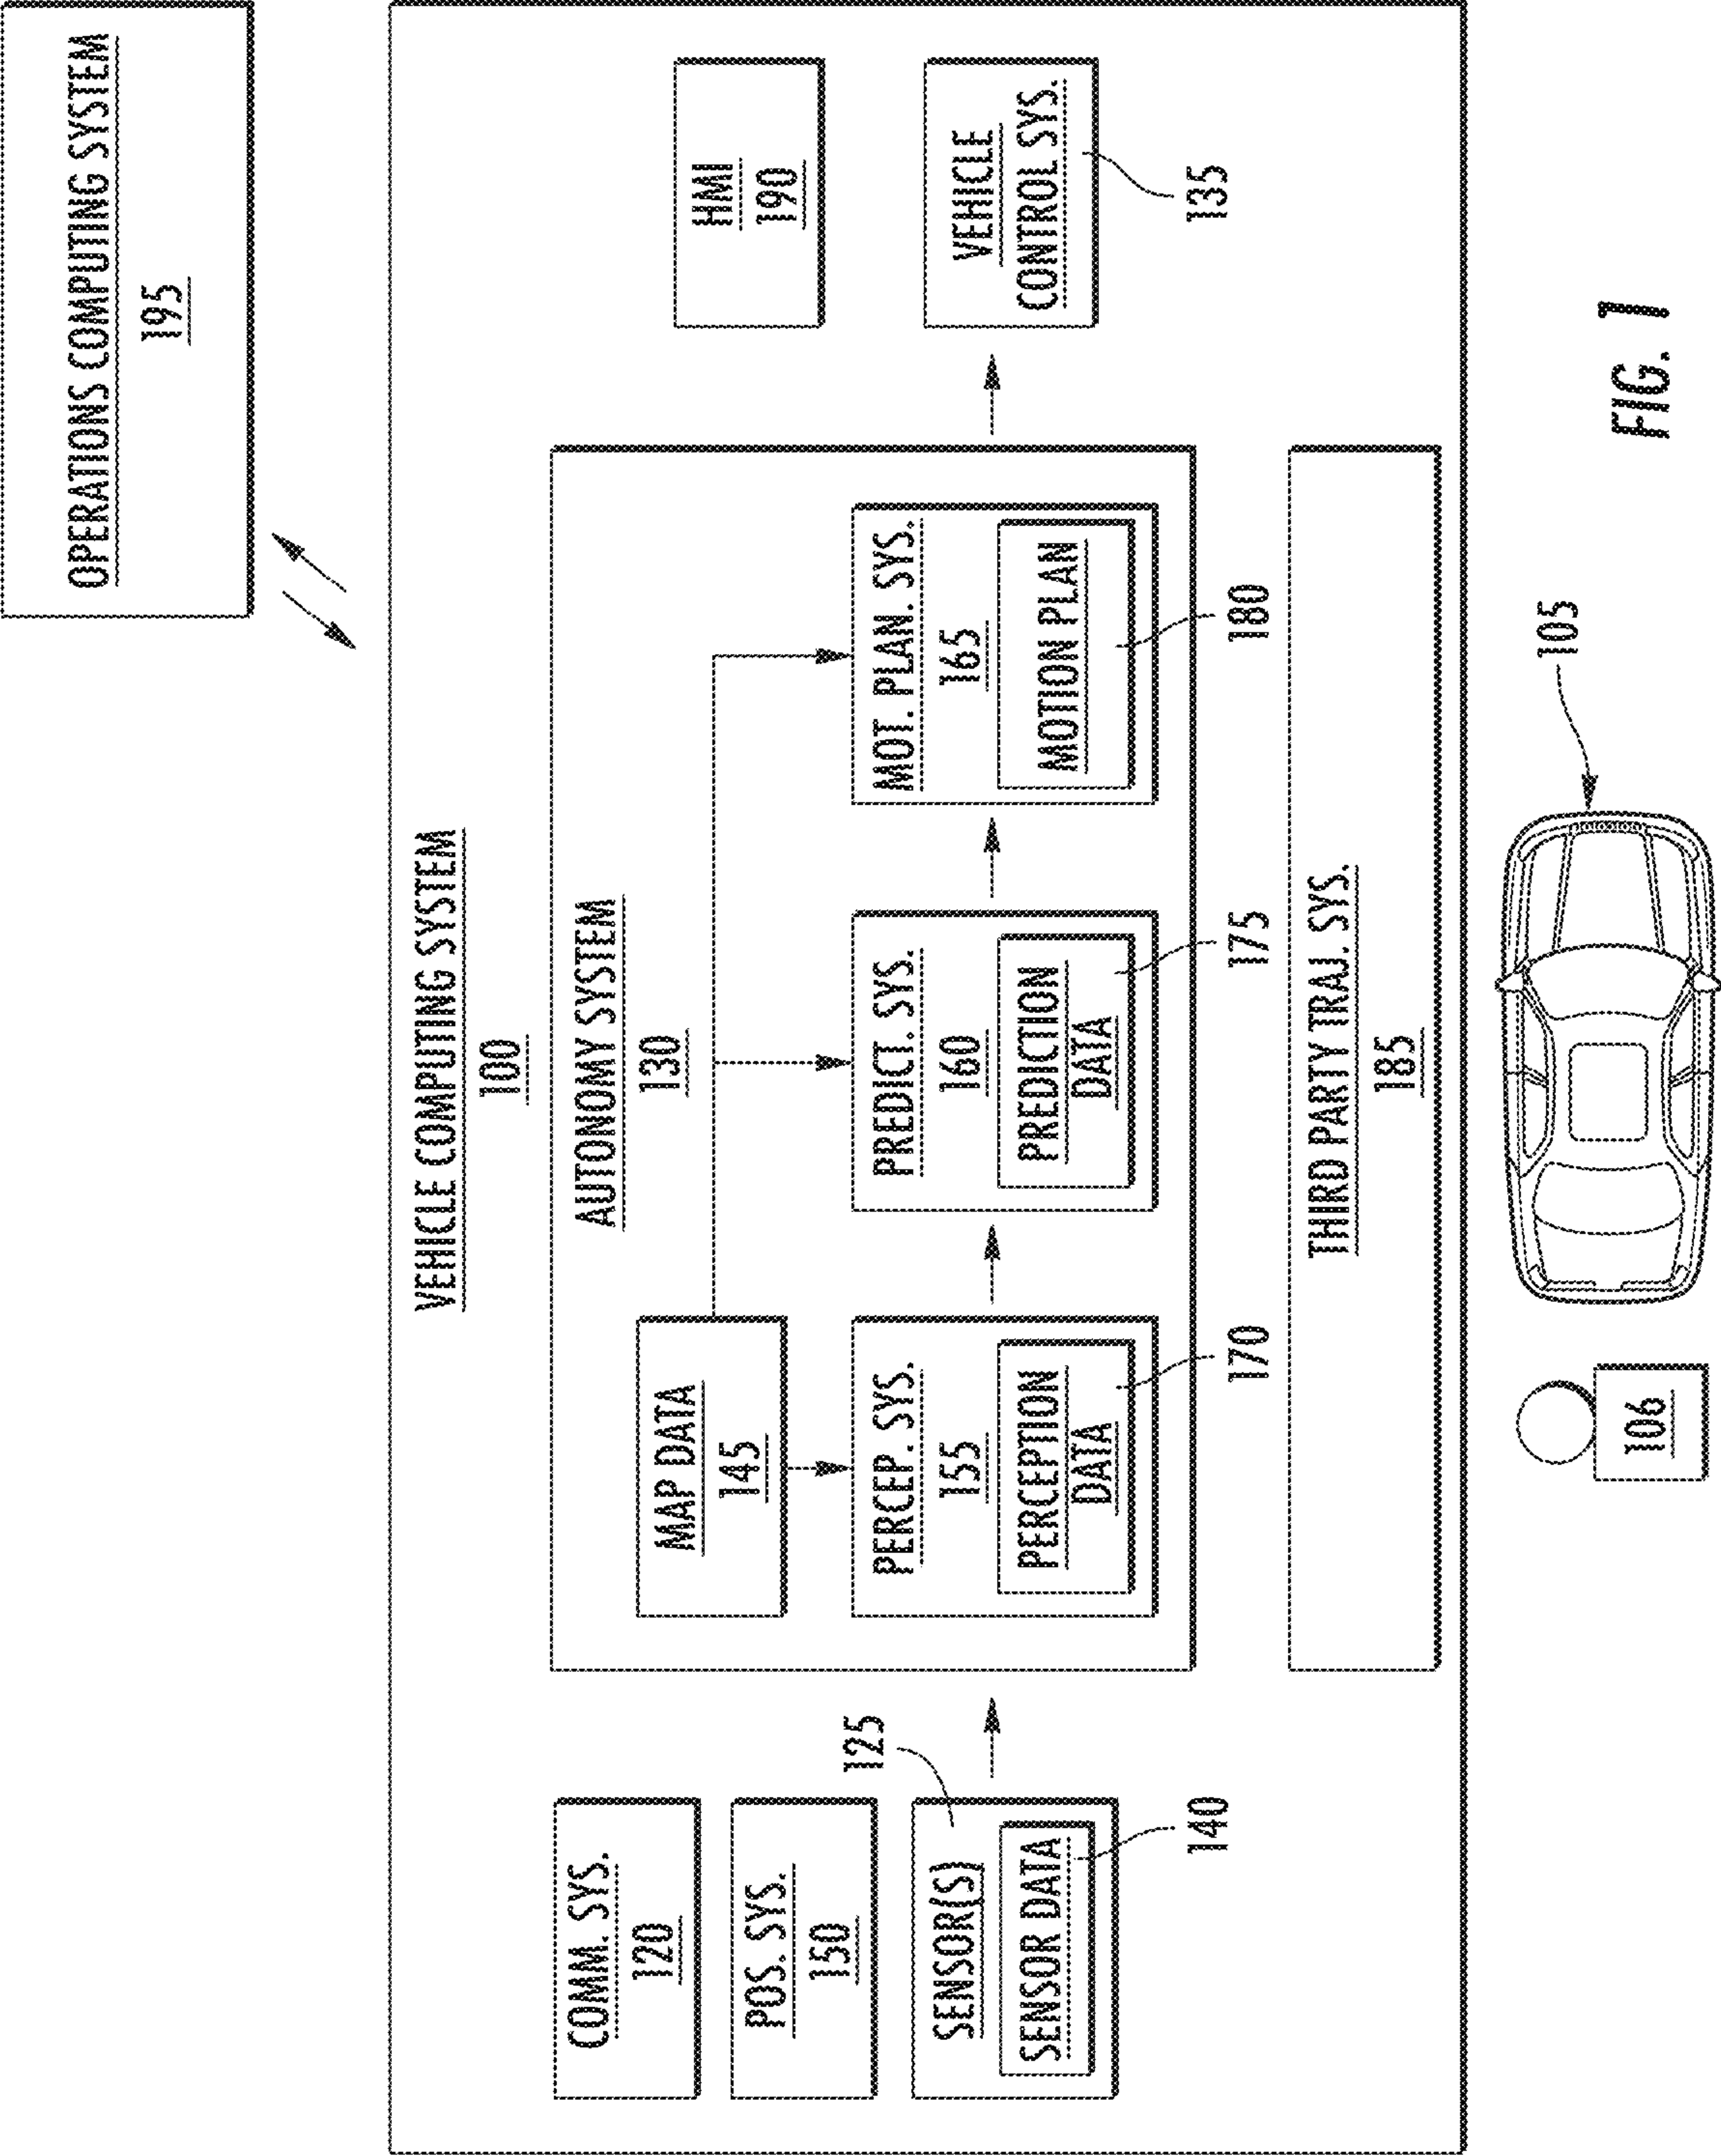 OPERATIONS COMPUTING SYSTEM
195
VEHICLE COMPUTING SYSTEM
100
COMM. SYS.
120
POS. SYS.
150
SENSOR(S)
125
SENSOR DATA
140
AUTONOMY SYSTEM
130
MAP DATA
145
PERCEP. SYS.
155
PERCEPTION
DATA
170
PREDICT. SYS.
160
PREDICTION
DATA
175
MOT. PLAN. SYS.
165
MOTION PLAN
180
HMI
190
VEHICLE
CONTROL SYS.
135
THIRD PARTY TRAJ. SYS.
185
106
105
FIG. 1